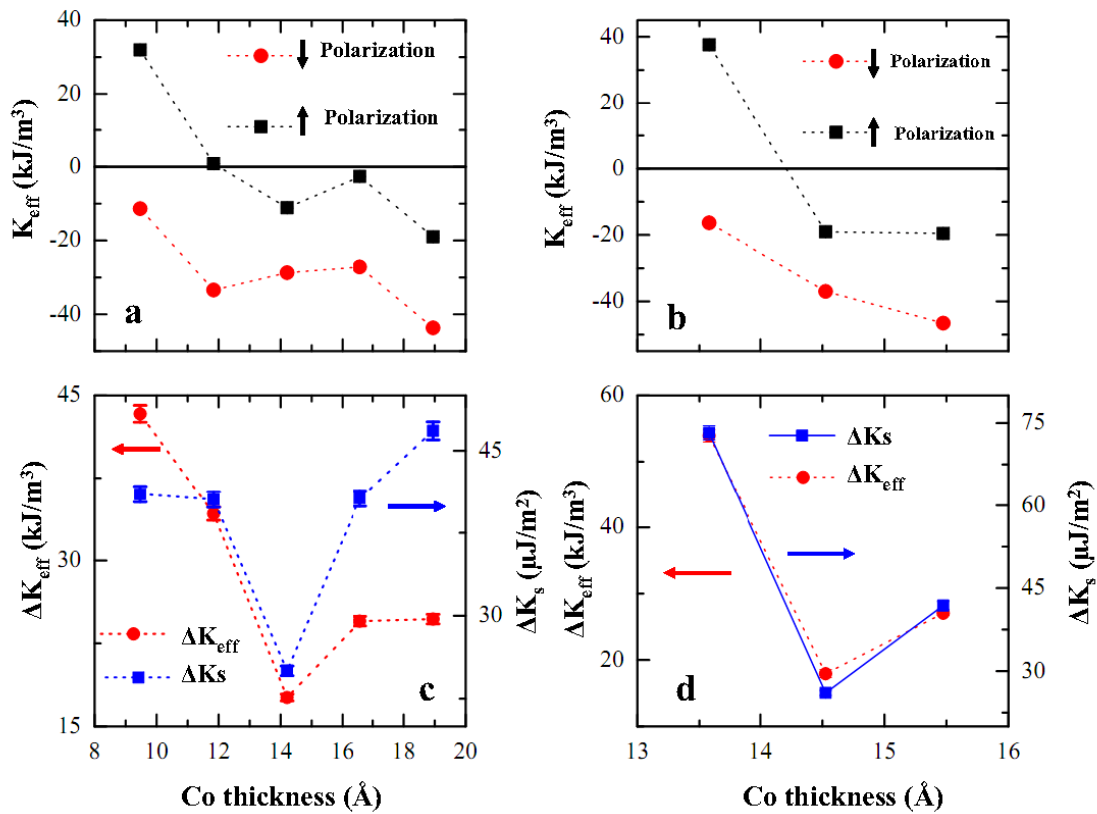 40
20
0
-20
-40
K_eff (kJ/m³)
↓ Polarization
↑ Polarization
a
40
20
0
-20
-40
K_eff (kJ/m³)
↓ Polarization
↑ Polarization
b
45
30
15
ΔK_eff (kJ/m³)
45
30
ΔK_s (μJ/m²)
ΔK_eff
ΔKs
c
8 10 12 14 16 18 20
Co thickness (Å)
60
40
20
ΔK_eff (kJ/m³)
75
60
45
30
ΔK_s (μJ/m²)
ΔKs
ΔK_eff
d
13 14 15 16
Co thickness (Å)